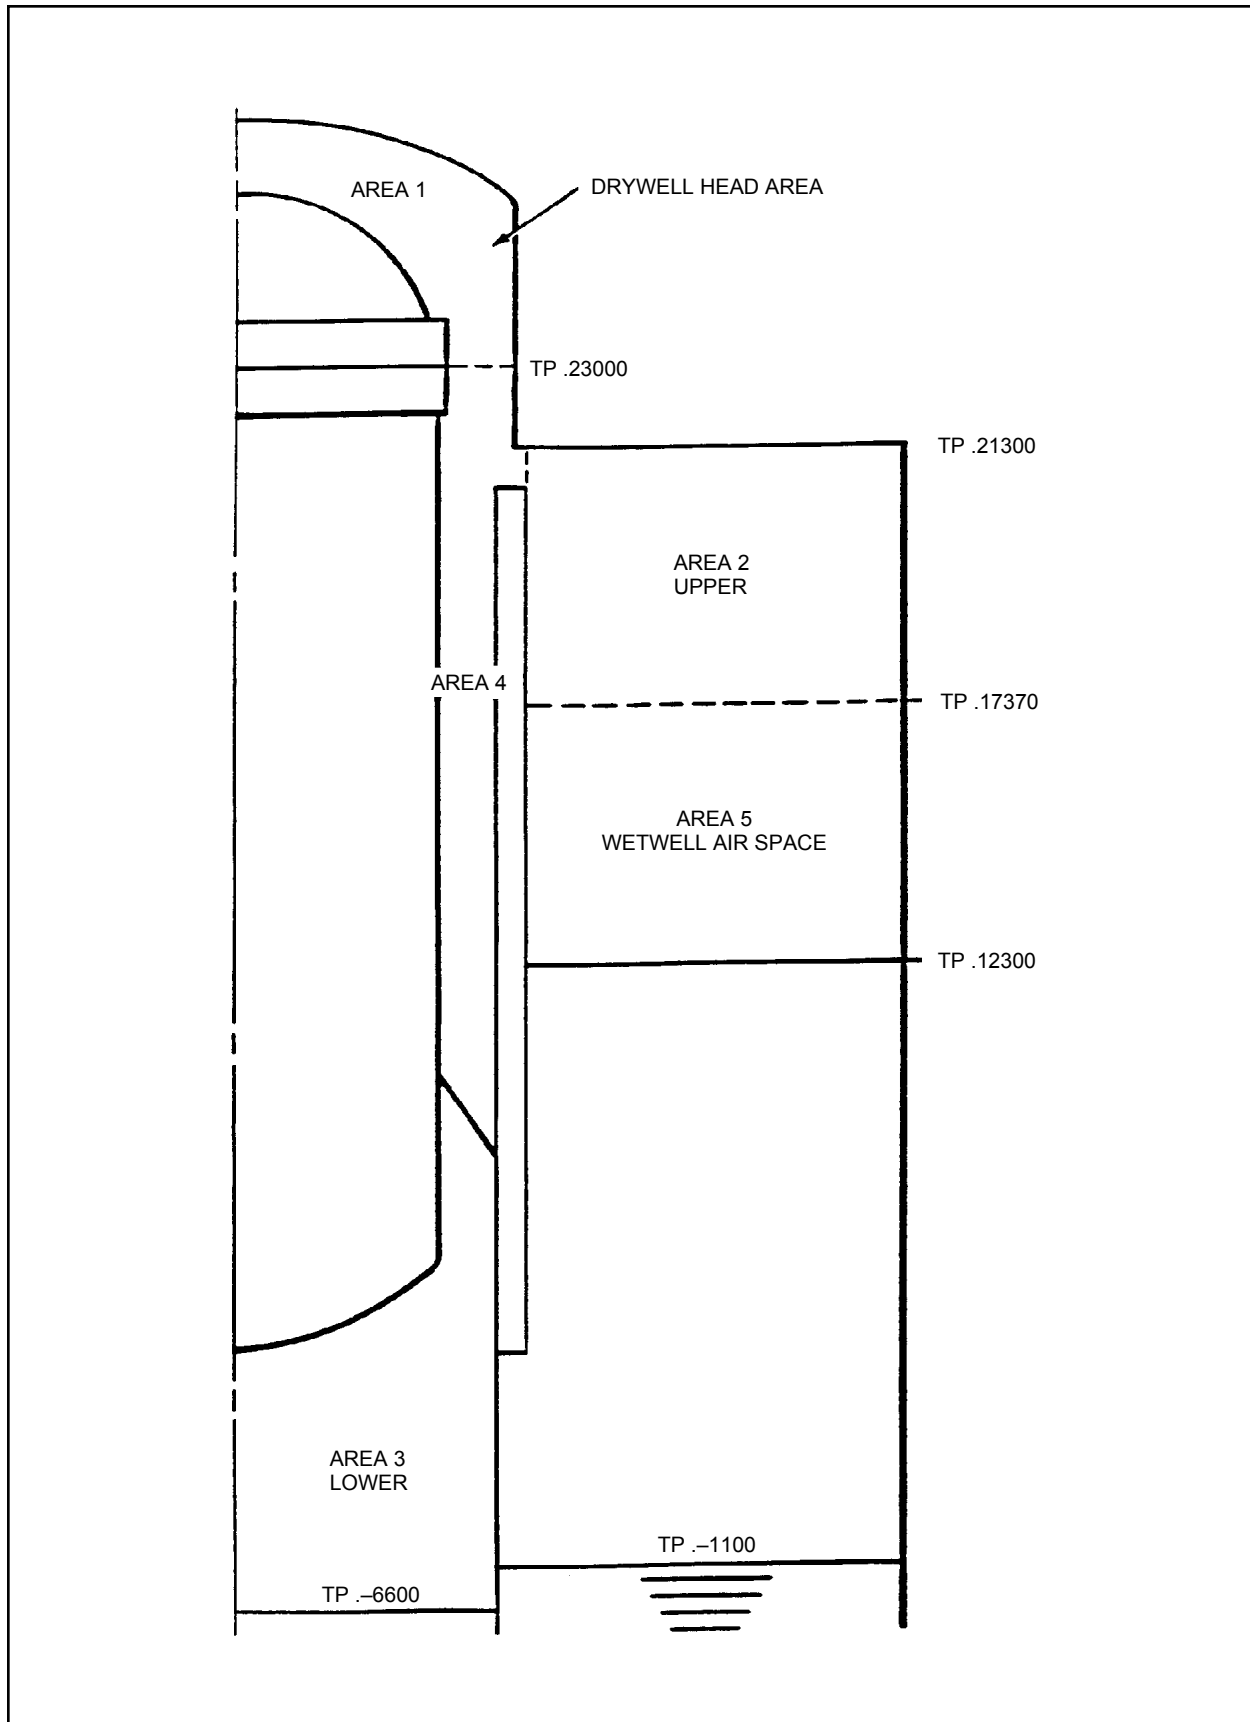 AREA 1
DRYWELL HEAD AREA
TP .23000
TP .21300
AREA 2
UPPER
AREA 4
TP .17370
AREA 5
WETWELL AIR SPACE
TP .12300
AREA 3
LOWER
TP .–1100
TP .–6600